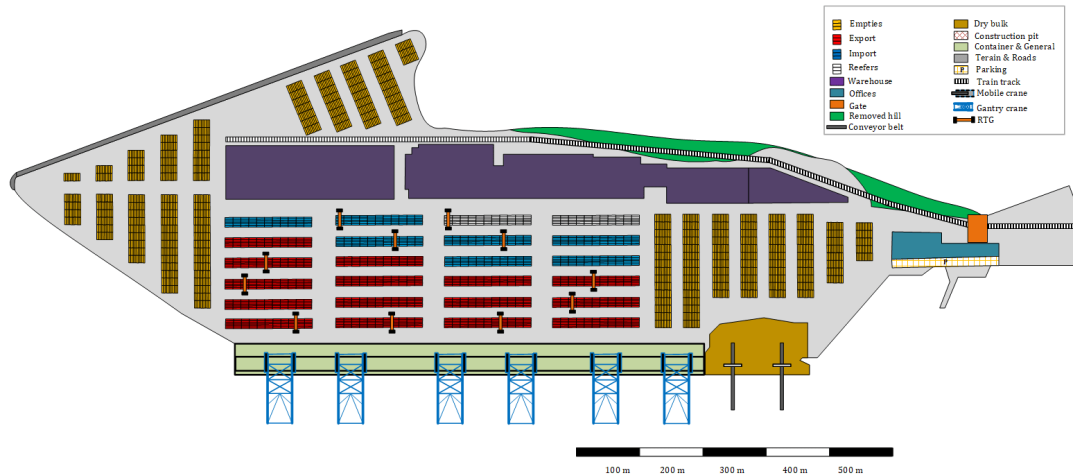 Empties
Export
Import
Reefers
Warehouse
Offices
Gate
Removed hill
Conveyor belt
Dry bulk
Construction pit
Container & General
Terain & Roads
P Parking
Train track
Mobile crane
Gantry crane
RTG
P
100 m 200 m 300 m 400 m 500 m